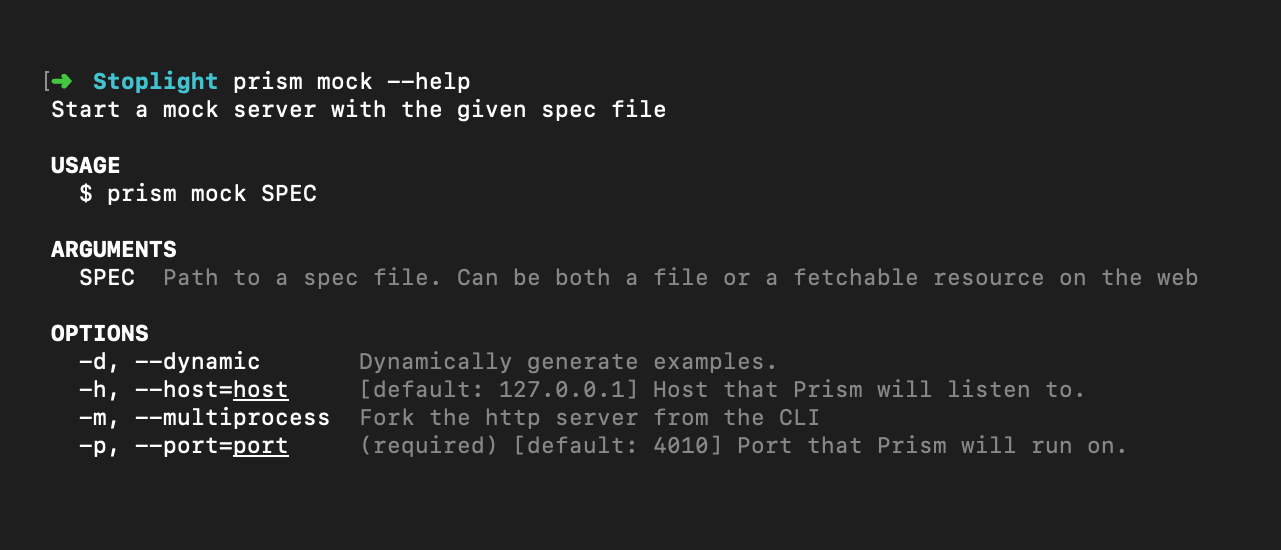 [➜  Stoplight prism mock --help
Start a mock server with the given spec file

USAGE
  $ prism mock SPEC

ARGUMENTS
  SPEC  Path to a spec file. Can be both a file or a fetchable resource on the web

OPTIONS
  -d, --dynamic       Dynamically generate examples.
  -h, --host=host     [default: 127.0.0.1] Host that Prism will listen to.
  -m, --multiprocess  Fork the http server from the CLI
  -p, --port=port     (required) [default: 4010] Port that Prism will run on.